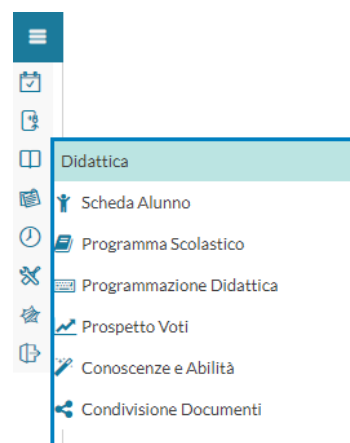 Didattica
Scheda Alunno
Programma Scolastico
Programmazione Didattica
Prospetto Voti
Conoscenze e Abilità
Condivisione Documenti